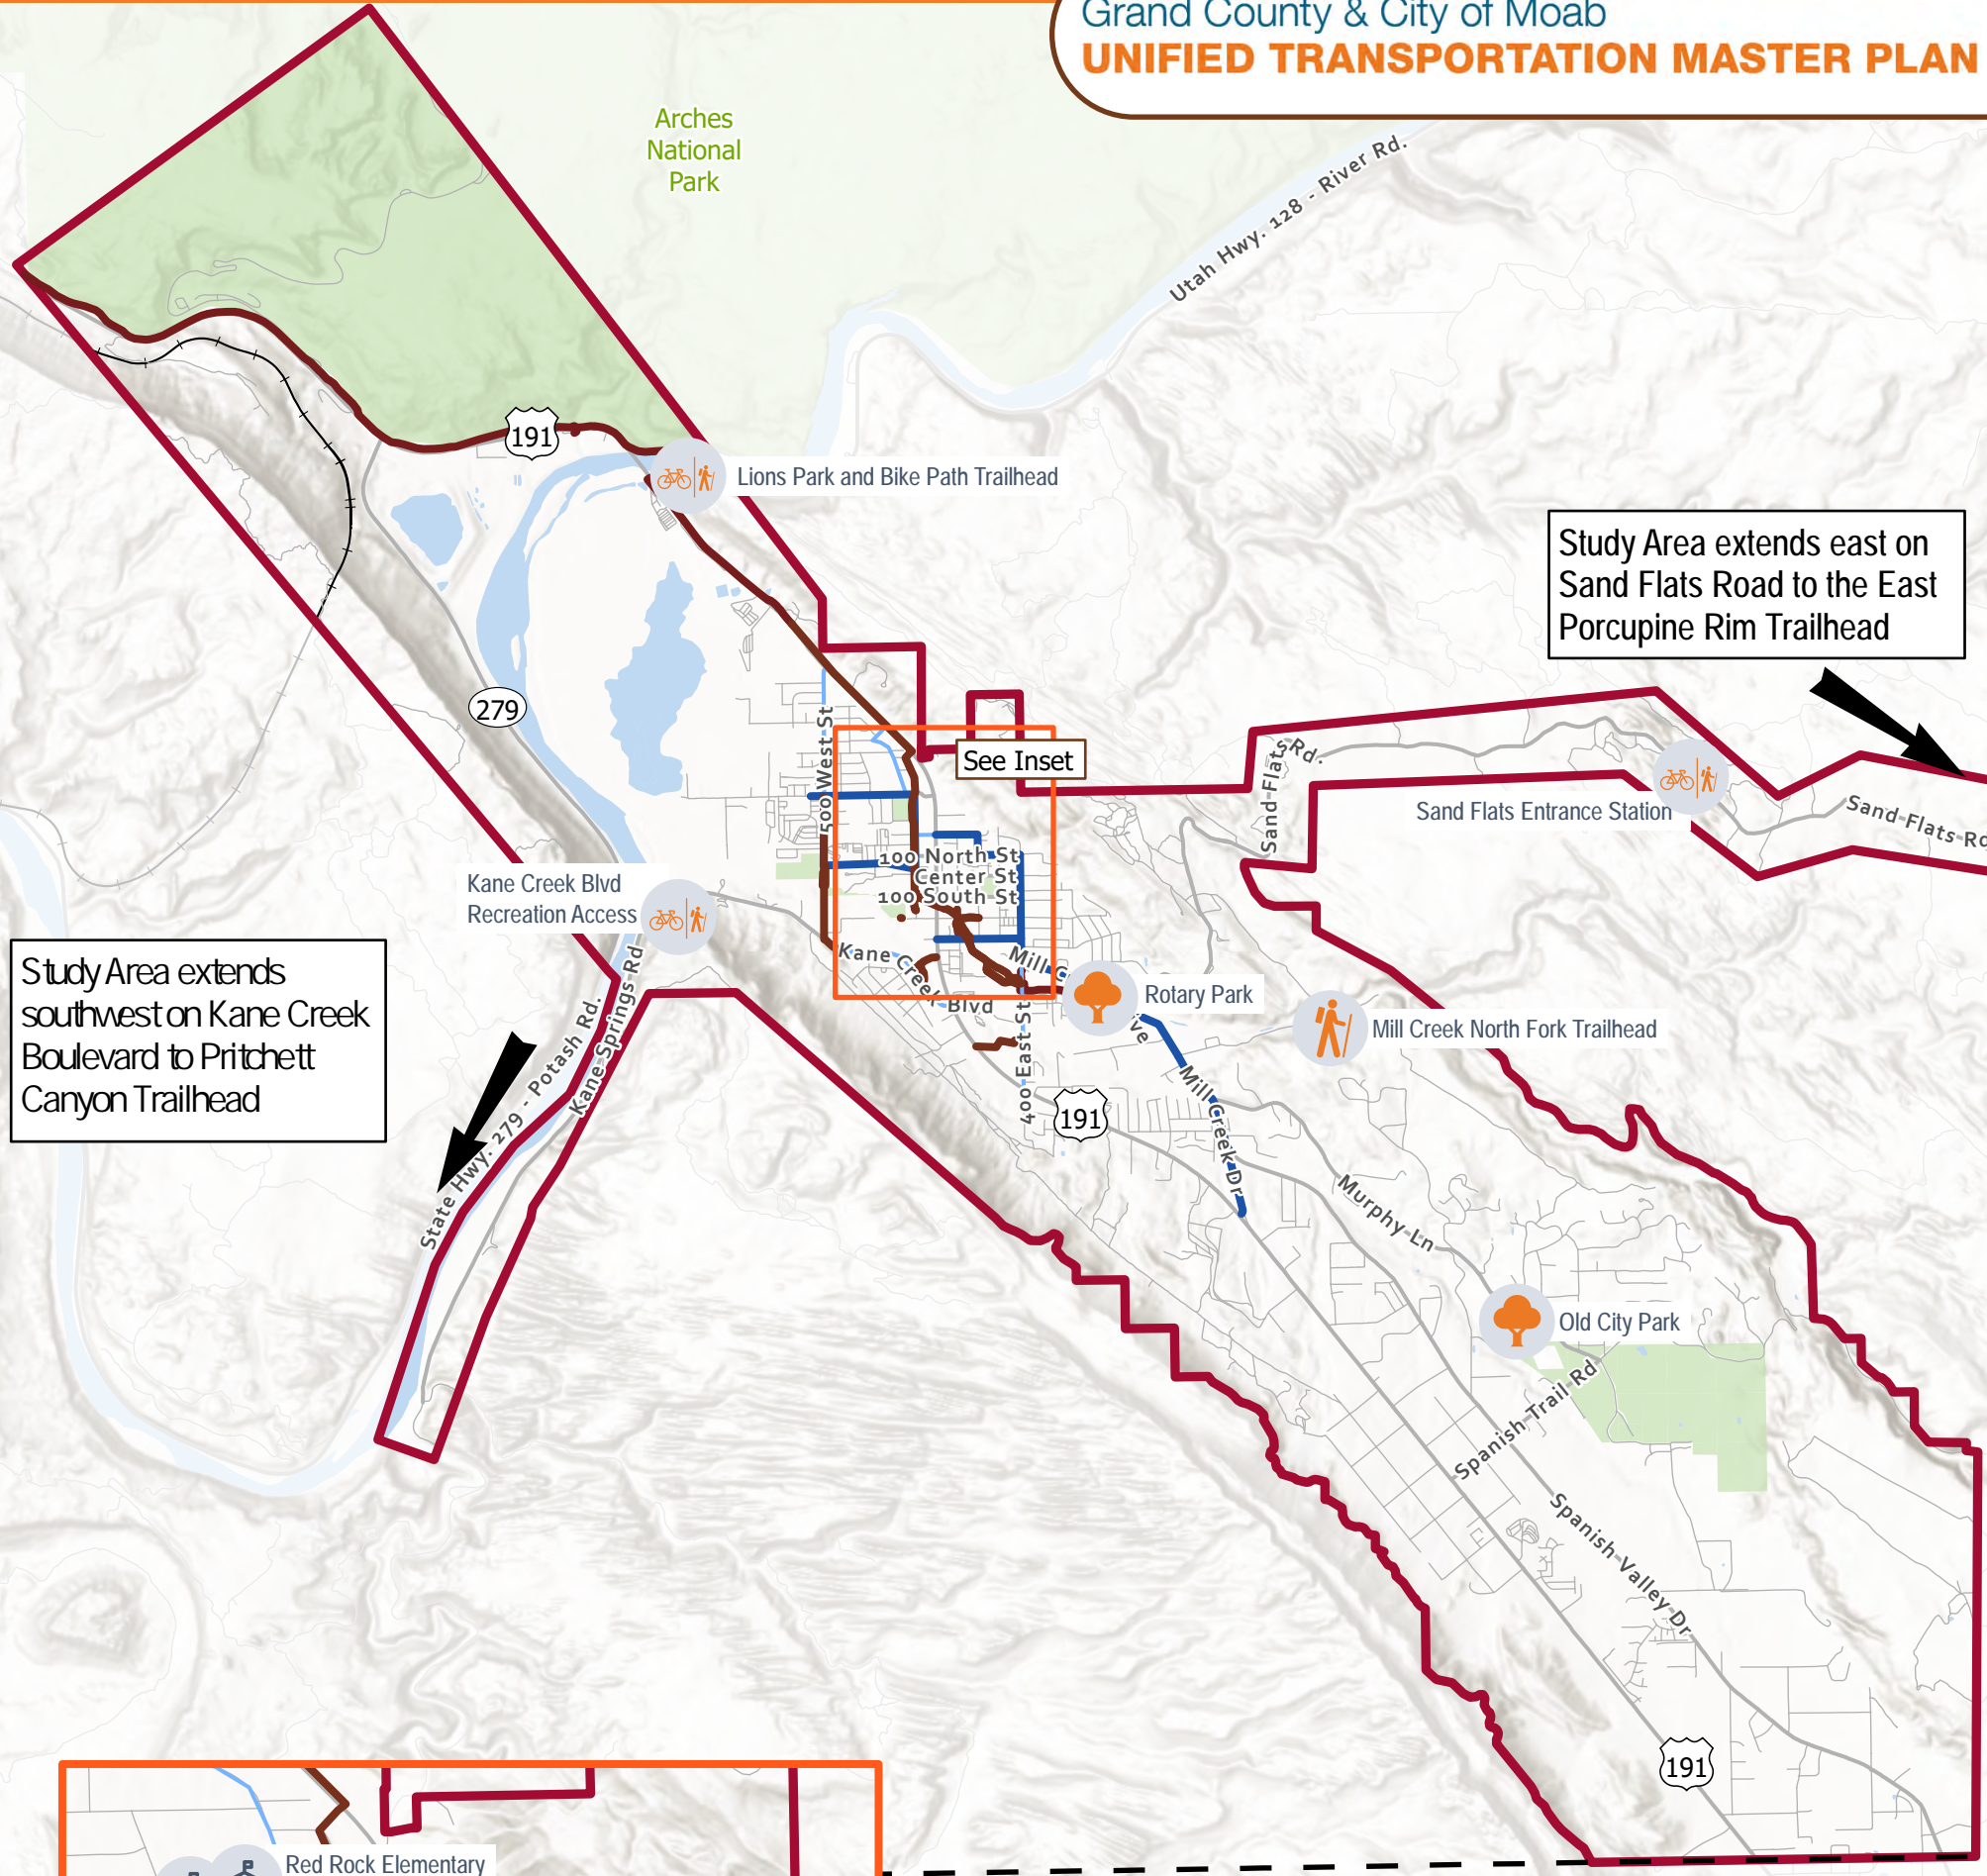 Grand County & City of Moab
UNIFIED TRANSPORTATION MASTER PLAN
Arches
National
Park
Utah Hwy. 128 - River Rd.
191
Lions Park and Bike Path Trailhead
Study Area extends east on
Sand Flats Road to the East
Porcupine Rim Trailhead
279
500 West St
See Inset
Sand Flats Rd.
Sand Flats Entrance Station
Sand Flats Rd
100 North St
Center St
100 South St
Kane Creek Blvd
Recreation Access
Study Area extends
southwest on Kane Creek
Boulevard to Pritchett
Canyon Trailhead
Kane Creek Blvd
Mill C
ve
Rotary Park
Mill Creek North Fork Trailhead
State Hwy. 279 - Potash Rd.
Kane Springs Rd
400 East St
191
Mill Creek Dr
Murphy Ln
Old City Park
Spanish Trail Rd
Spanish Valley Dr
191
Red Rock Elementary